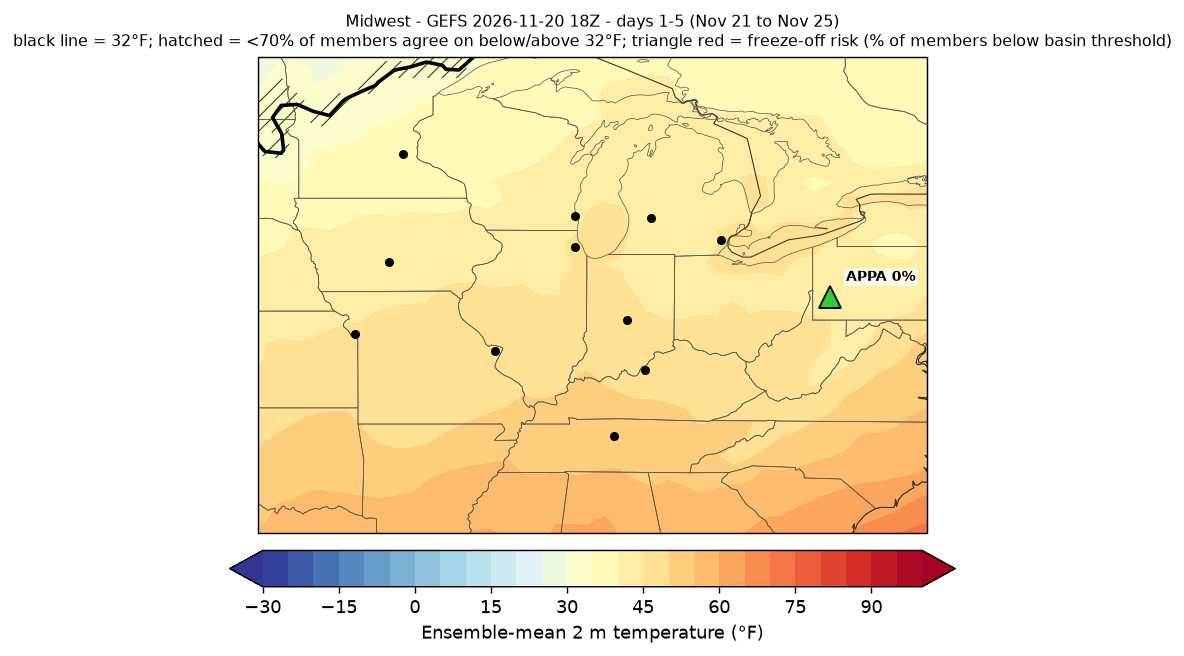 Midwest - GEFS 2026-11-20 18Z - days 1-5 (Nov 21 to Nov 25)
black line = 32°F; hatched = <70% of members agree on below/above 32°F; triangle red = freeze-off risk (% of members below basin threshold)
APPA 0%
−30 −15 0 15 30 45 60 75 90
Ensemble-mean 2 m temperature (°F)